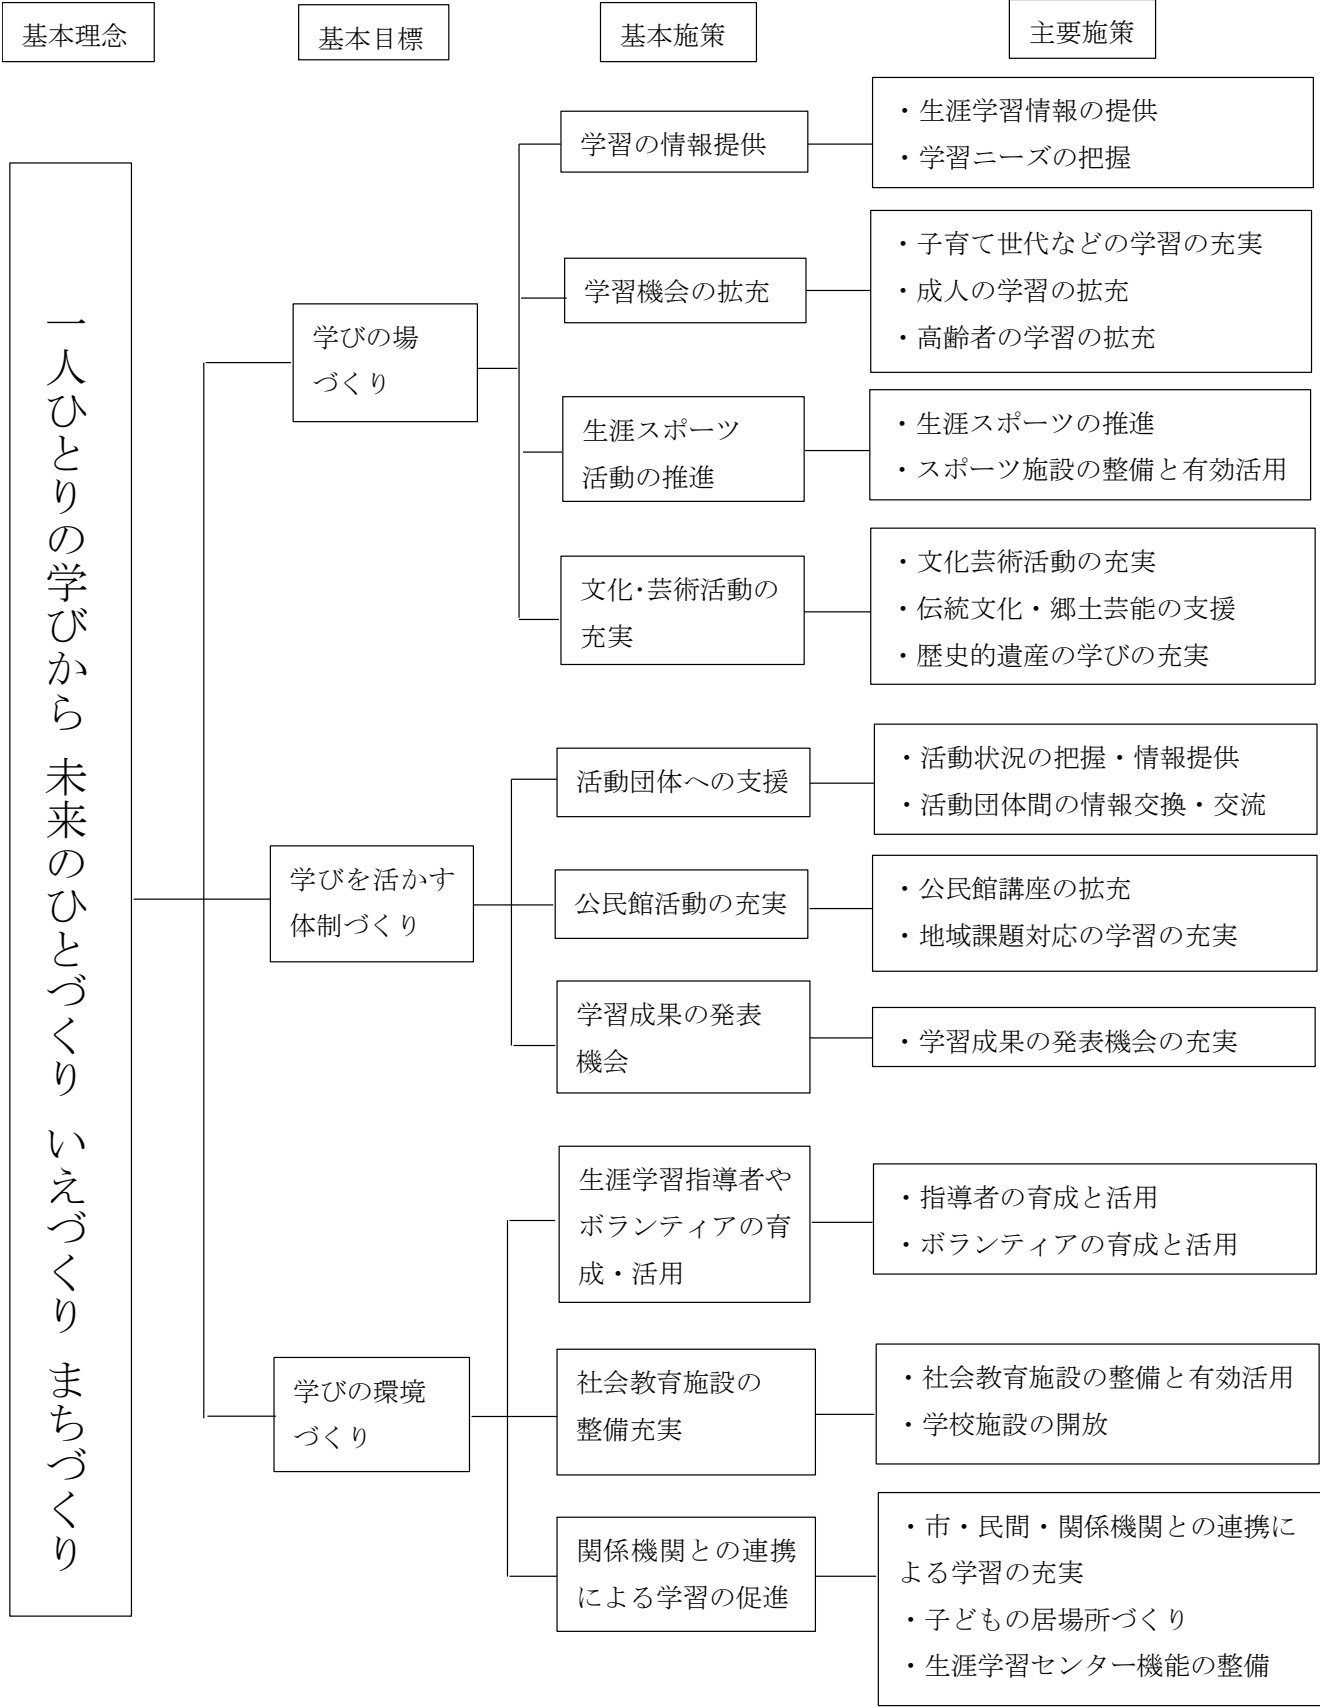 基本理念
基本目標
基本施策
主要施策
一人ひとりの学びから 未来のひとづくり いえづくり まちづくり
学びの場
づくり
学習の情報提供
・生涯学習情報の提供
・学習ニーズの把握
学習機会の拡充
・子育て世代などの学習の充実
・成人の学習の拡充
・高齢者の学習の拡充
生涯スポーツ
活動の推進
・生涯スポーツの推進
・スポーツ施設の整備と有効活用
文化・芸術活動の
充実
・文化芸術活動の充実
・伝統文化・郷土芸能の支援
・歴史的遺産の学びの充実
学びを活かす
体制づくり
活動団体への支援
・活動状況の把握・情報提供
・活動団体間の情報交換・交流
公民館活動の充実
・公民館講座の拡充
・地域課題対応の学習の充実
学習成果の発表
機会
・学習成果の発表機会の充実
学びの環境
づくり
生涯学習指導者や
ボランティアの育
成・活用
・指導者の育成と活用
・ボランティアの育成と活用
社会教育施設の
整備充実
・社会教育施設の整備と有効活用
・学校施設の開放
関係機関との連携
による学習の促進
・市・民間・関係機関との連携に
よる学習の充実
・子どもの居場所づくり
・生涯学習センター機能の整備